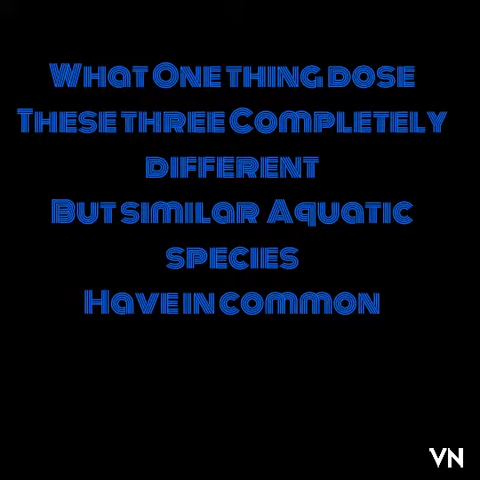 What One thing dose
These three Completely
different
But similar Aquatic
species
Have in common
VN